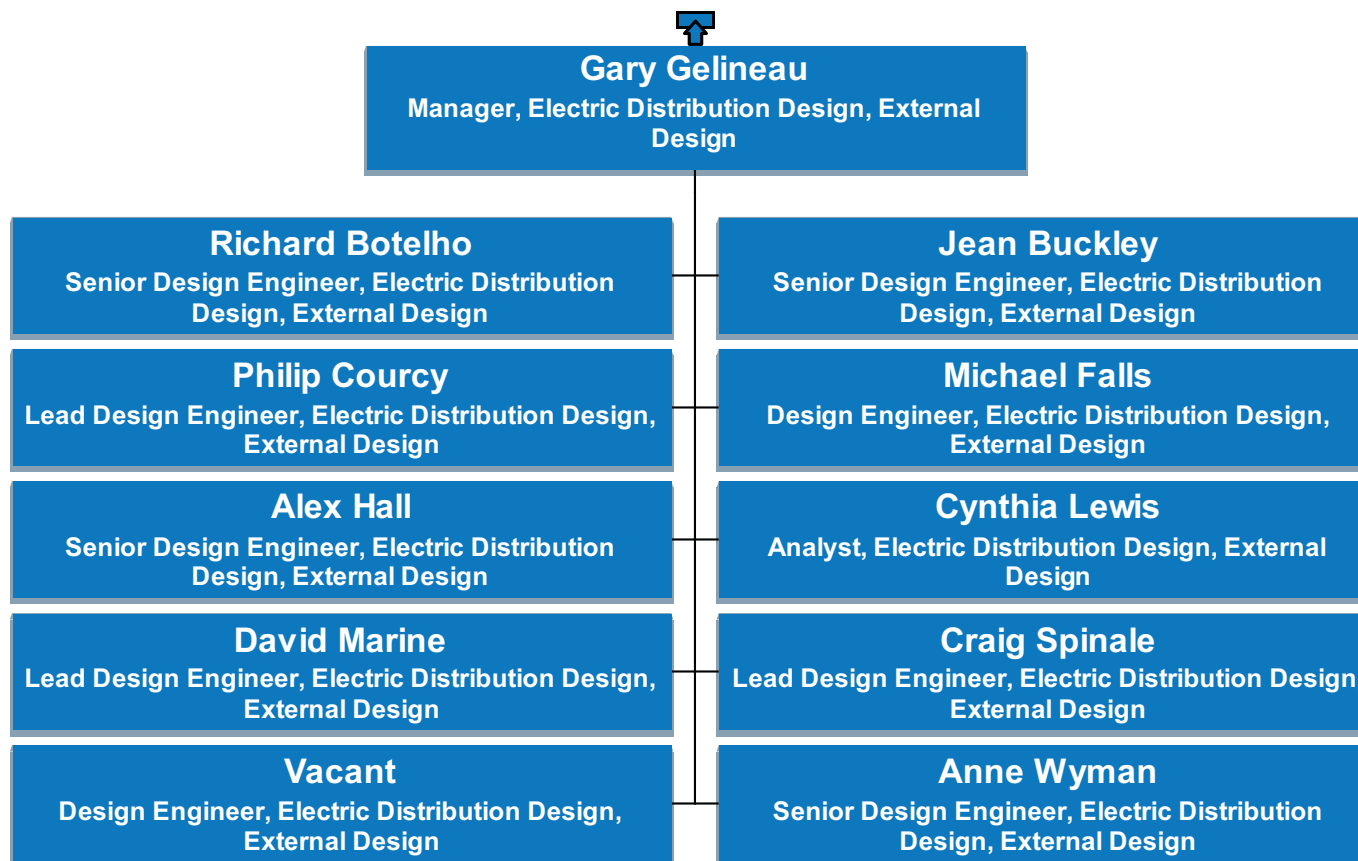 Gary Gelineau
Manager, Electric Distribution Design, External
Design
Richard Botelho
Senior Design Engineer, Electric Distribution
Design, External Design
Jean Buckley
Senior Design Engineer, Electric Distribution
Design, External Design
Philip Courcy
Lead Design Engineer, Electric Distribution Design,
External Design
Michael Falls
Design Engineer, Electric Distribution Design,
External Design
Alex Hall
Senior Design Engineer, Electric Distribution
Design, External Design
Cynthia Lewis
Analyst, Electric Distribution Design, External
Design
David Marine
Lead Design Engineer, Electric Distribution Design,
External Design
Craig Spinale
Lead Design Engineer, Electric Distribution Design
External Design
Vacant
Design Engineer, Electric Distribution Design,
External Design
Anne Wyman
Senior Design Engineer, Electric Distribution
Design, External Design